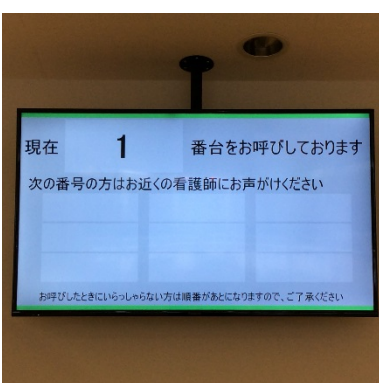 現在 1 番台をお呼びしております
次の番号の方はお近くの看護師にお声がけください
お呼びしたときにいらっしゃらない方は順番があとになりますので、ご了承ください